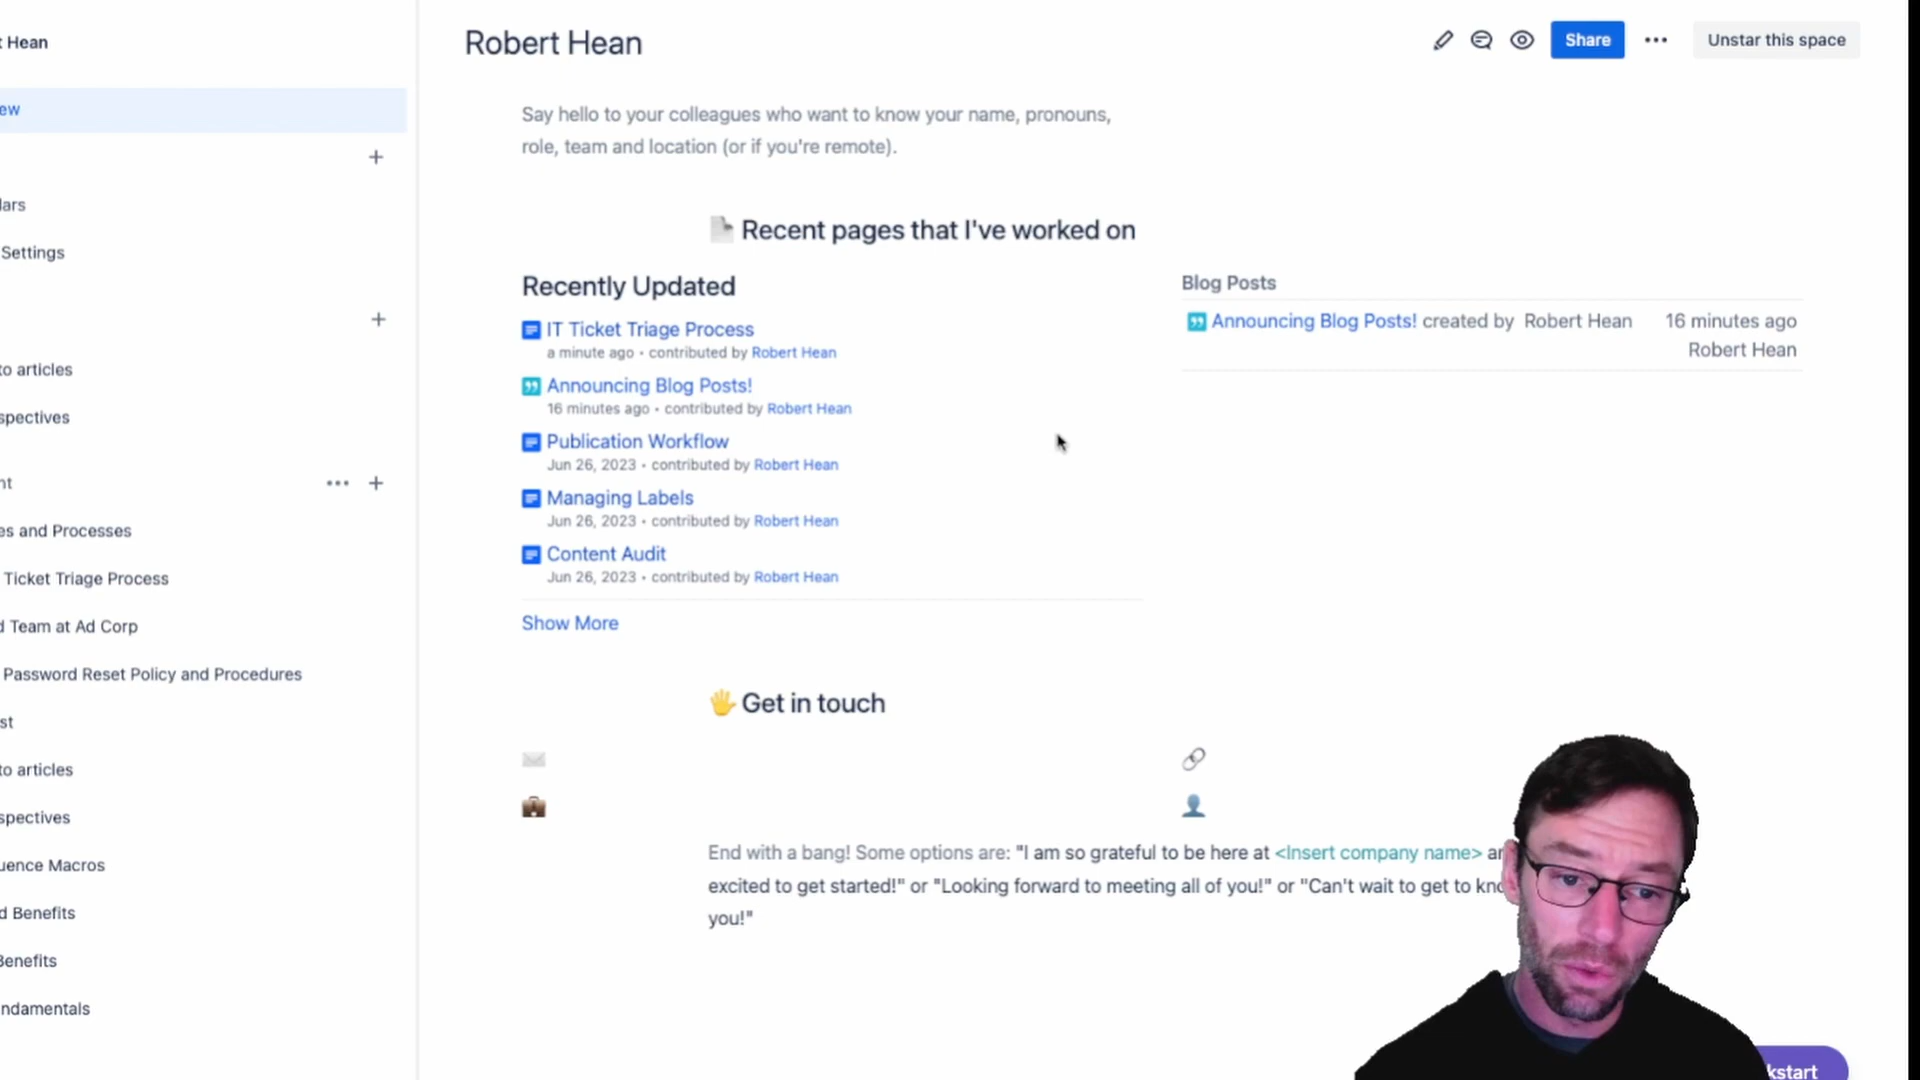 t Hean
ew
lars
Settings
to articles
spectives
nt
es and Processes
Ticket Triage Process
d Team at Ad Corp
Password Reset Policy and Procedures
st
to articles
spectives
uence Macros
d Benefits
Benefits
ndamentals
Robert Hean
Share
Unstar this space
Say hello to your colleagues who want to know your name, pronouns,
role, team and location (or if you're remote).
Recent pages that I've worked on
Recently Updated
IT Ticket Triage Process
a minute ago • contributed by Robert Hean
Announcing Blog Posts!
16 minutes ago • contributed by Robert Hean
Publication Workflow
Jun 26, 2023 • contributed by Robert Hean
Managing Labels
Jun 26, 2023 • contributed by Robert Hean
Content Audit
Jun 26, 2023 • contributed by Robert Hean
Show More
Blog Posts
Announcing Blog Posts! created by Robert Hean 16 minutes ago
Robert Hean
Get in touch
End with a bang! Some options are: "I am so grateful to be here at <Insert company name> an
excited to get started!" or "Looking forward to meeting all of you!" or "Can't wait to get to kno
you!"
kstart